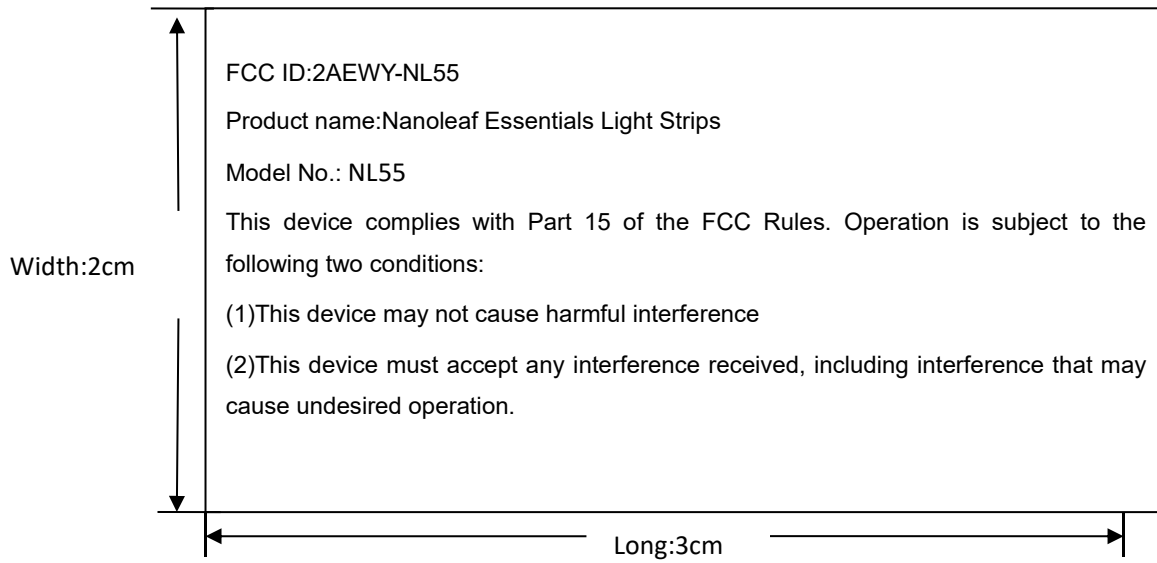 FCC ID:2AEWY-NL55
Product name:Nanoleaf Essentials Light Strips
Model No.: NL55
This device complies with Part 15 of the FCC Rules. Operation is subject to the
following two conditions:
(1)This device may not cause harmful interference
(2)This device must accept any interference received, including interference that may
cause undesired operation.
Width:2cm
Long:3cm